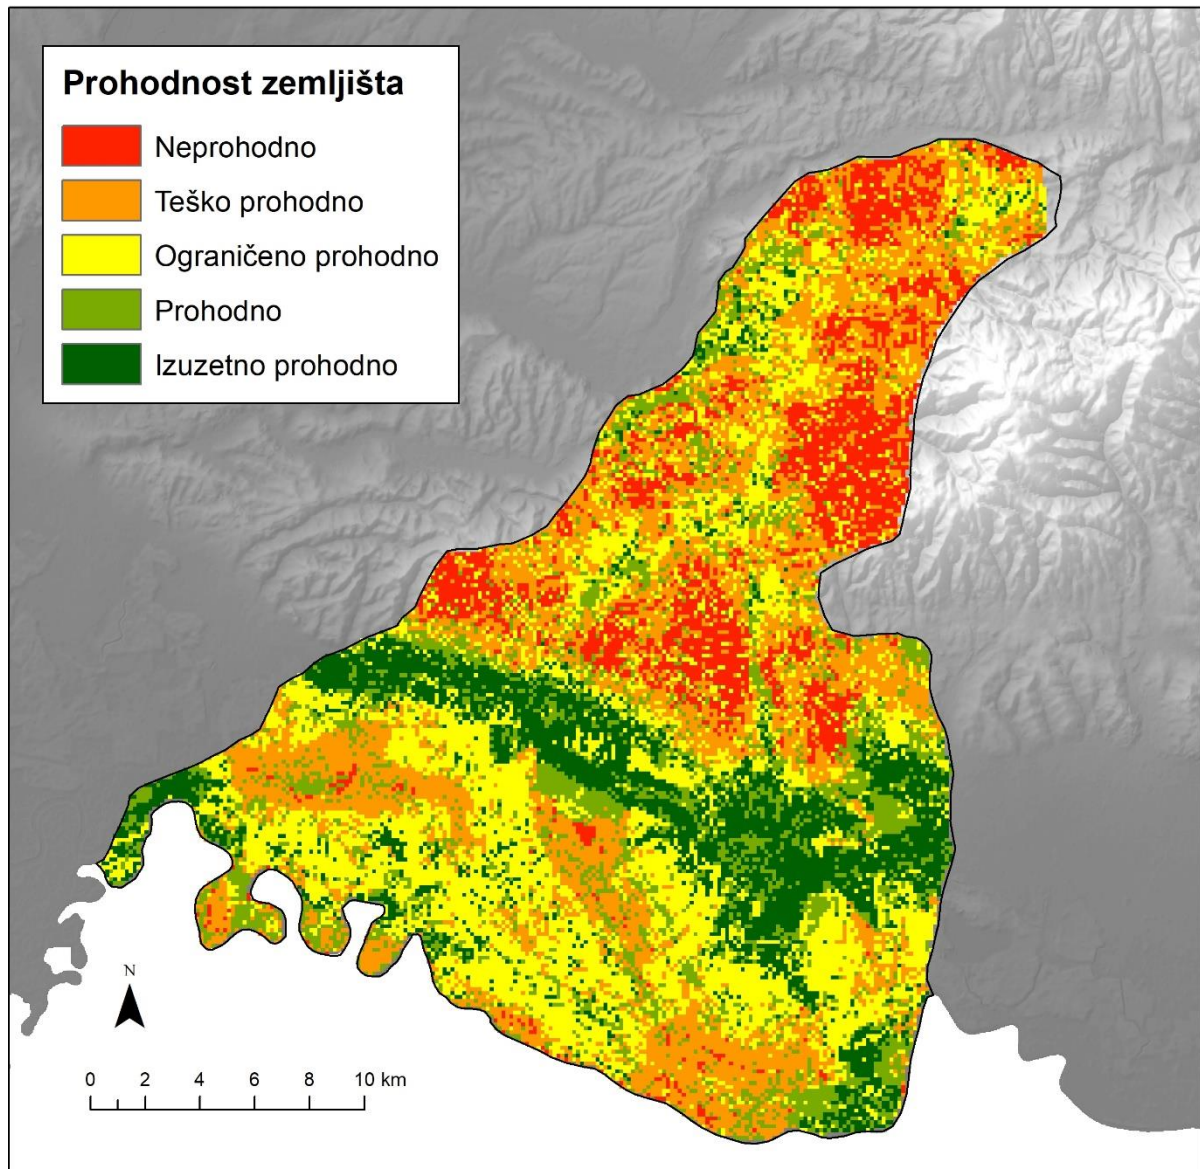 Prohodnost zemljišta
Neprohodno
Teško prohodno
Ograničeno prohodno
Prohodno
Izuzetno prohodno
N
0 2 4 6 8 10 km